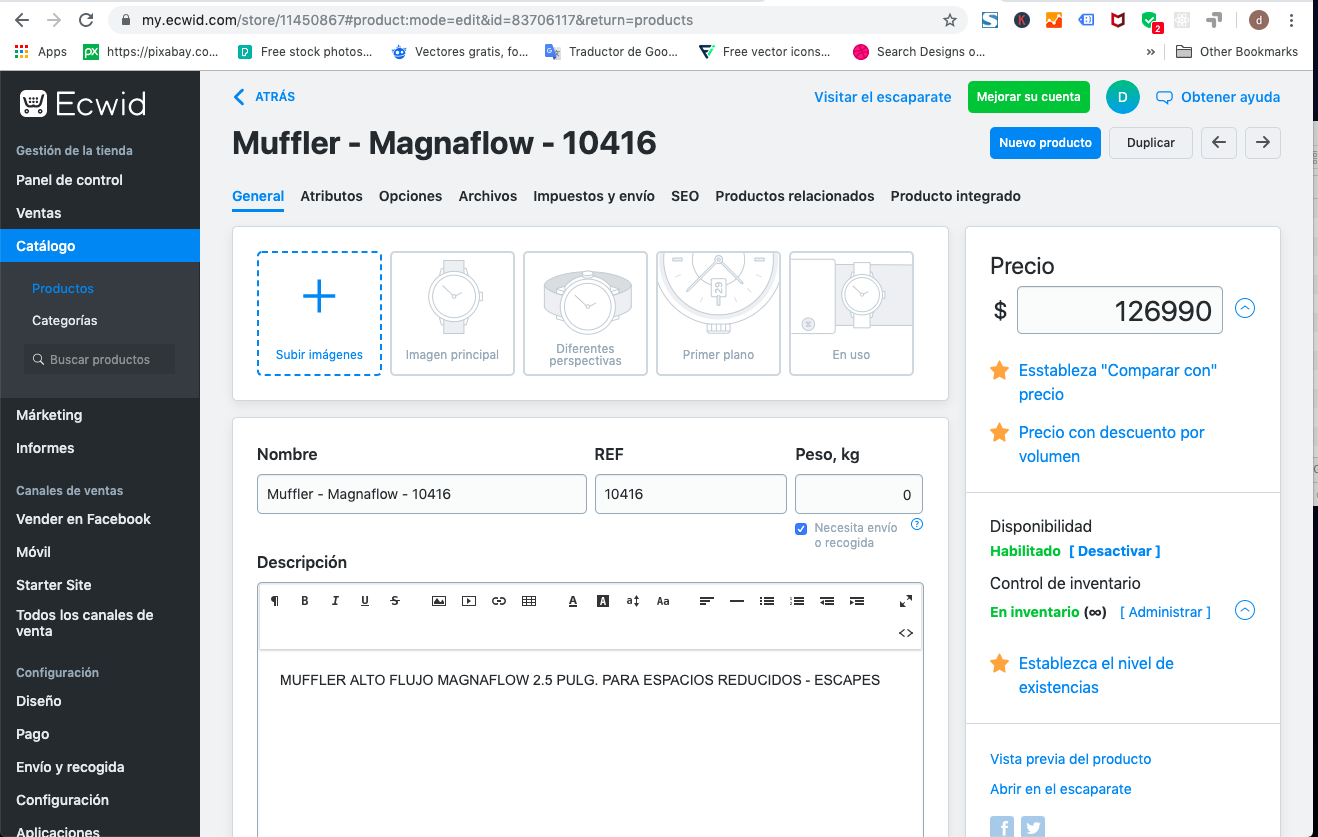 my.ecwid.com/store/11450867#product:mode=edit&id=83706117&return=products
2
d
Apps
https://pixabay.co...
Free stock photos...
Vectores gratis, fo...
Traductor de Goo...
Free vector icons...
Search Designs o...
»
Other Bookmarks
Ecwid
Gestión de la tienda
Panel de control
Ventas
Catálogo
Productos
Categorías
Buscar productos
Márketing
Informes
Canales de ventas
Vender en Facebook
Móvil
Starter Site
Todos los canales de
venta
Configuración
Diseño
Pago
Envío y recogida
Configuración
Aplicaciones
ATRÁS
Visitar el escaparate
Mejorar su cuenta
D
Obtener ayuda
Muffler - Magnaflow - 10416
Nuevo producto
Duplicar
General Atributos Opciones Archivos Impuestos y envío SEO Productos relacionados Producto integrado
Subir imágenes
Imagen principal
Diferentes
perspectivas
29
Primer plano
En uso
Nombre
REF
Peso, kg
Muffler - Magnaflow - 10416
10416
0
Necesita envío
o recogida
?
Descripción
¶ B I U S A A a Aa
<>
MUFFLER ALTO FLUJO MAGNAFLOW 2.5 PULG. PARA ESPACIOS REDUCIDOS - ESCAPES
Precio
$ 126990
Esstableza "Comparar con"
precio
Precio con descuento por
volumen
Disponibilidad
Habilitado [ Desactivar ]
Control de inventario
En inventario (∞) [ Administrar ]
Establezca el nivel de
existencias
Vista previa del producto
Abrir en el escaparate